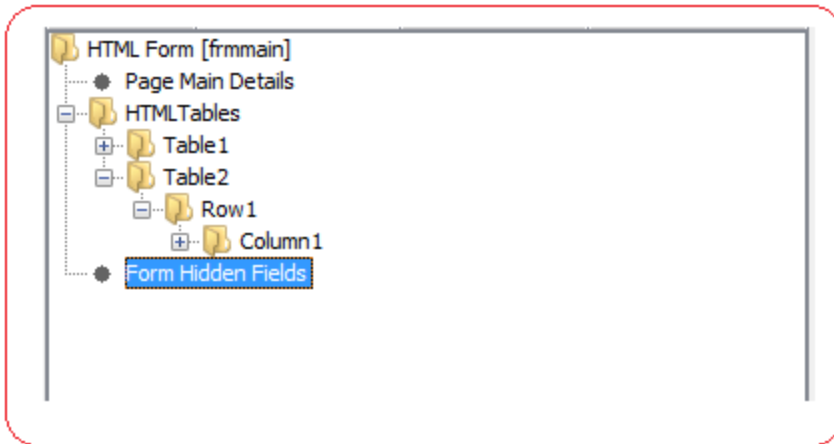 HTML Form [frmmain]
Page Main Details
HTMLTables
Table1
Table2
Row1
Column1
Form Hidden Fields